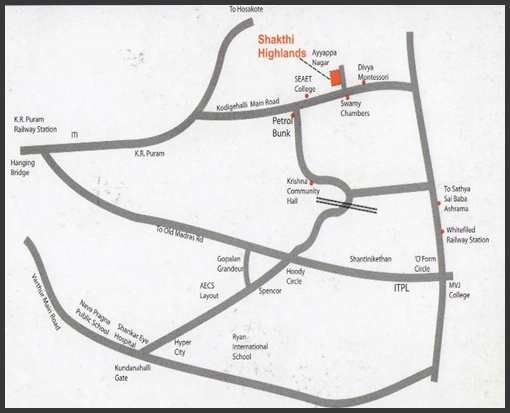 To Hosakote
Shakthi
Highlands
Ayyappa
Nagar
Divya
Montessori
SEAET
College
Kodigehalli Main Road
Swamy
Chambers
Petrol
Bunk
K.R. Puram
Railway Station
ITI
K.R. Puram
Hanging
Bridge
Krishna
Community
Hall
To Sathya
Sai Baba
Ashrama
Whitefiled
Railway Station
To Old Madras Rd
Gopalan
Grandeur
Shantinikethan
'O'Form
Circle
Hoody
Circle
AECS
Layout
Spencor
ITPL
MVJ
College
Varthur Main Road
Nava Pragna
Public School
Shankar Eye
Hospital
Hyper
City
Ryan
International
School
Kundanahalli
Gate